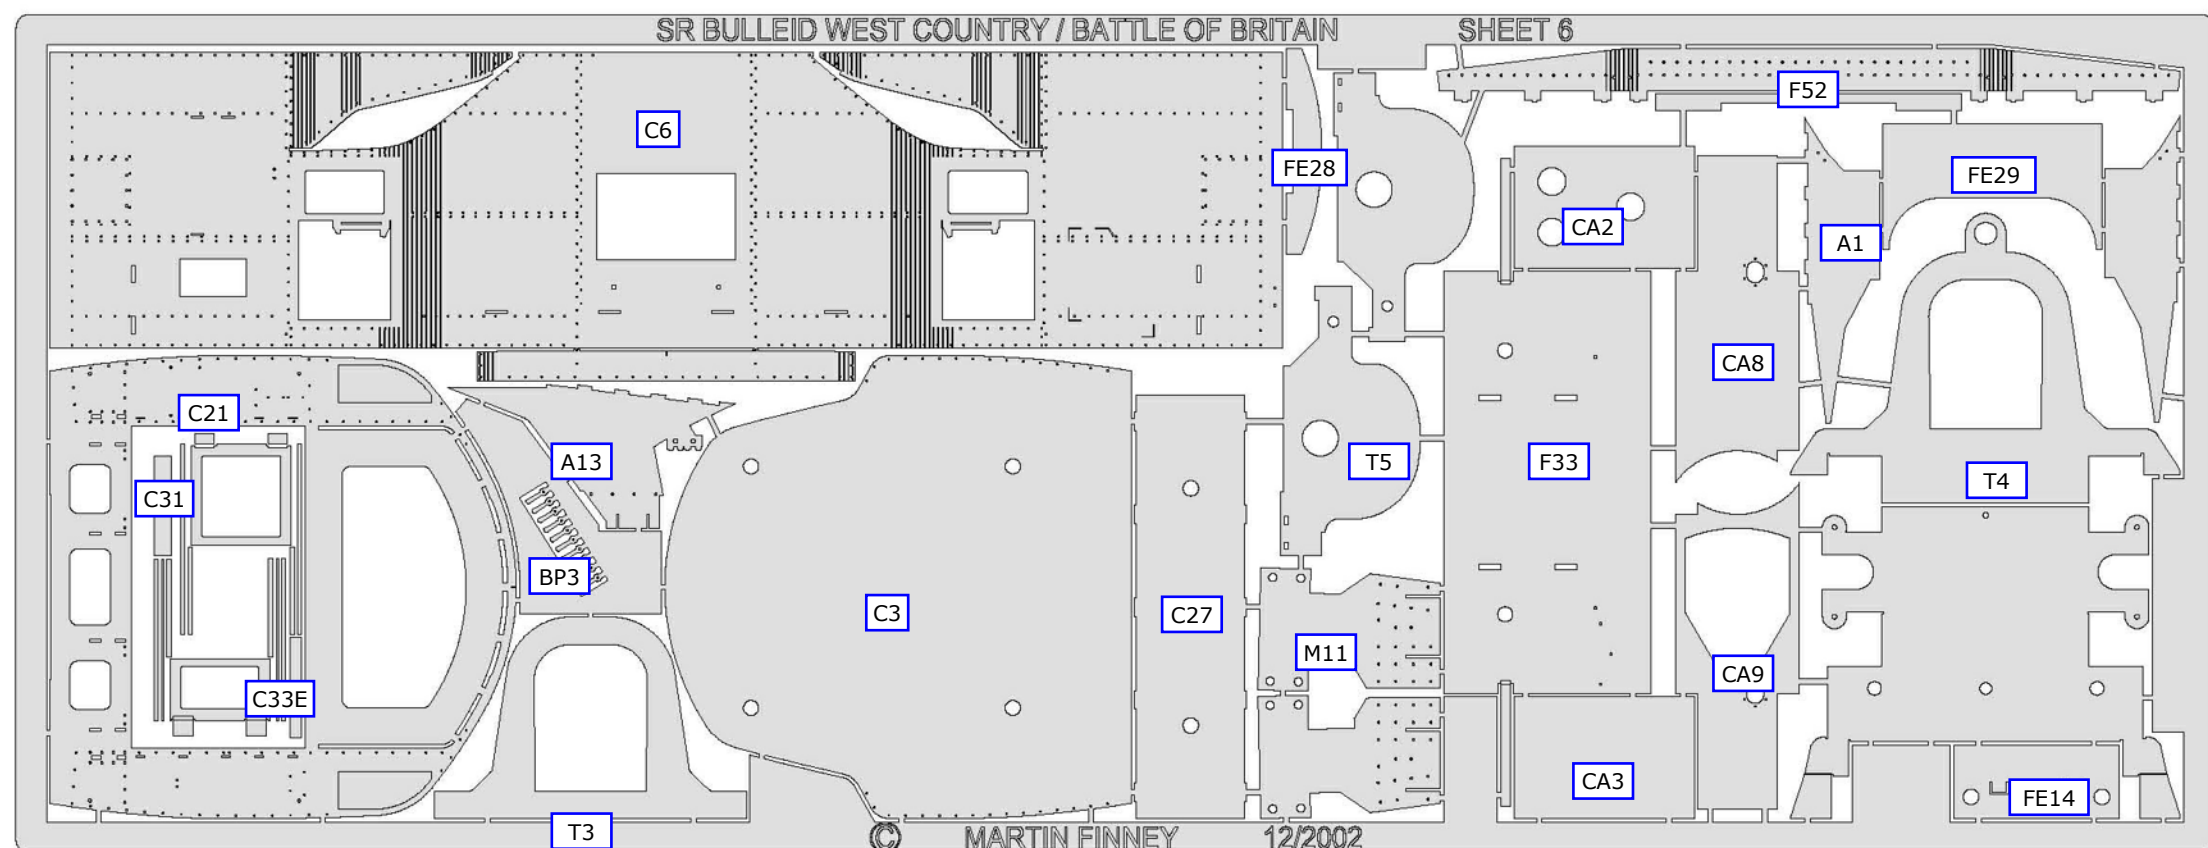 SR BULLEID WEST COUNTRY / BATTLE OF BRITAIN SHEET 6
F52
C6
FE28
FE29
CA2
A1
CA8
C21
A13
T5
F33
C31
T4
BP3
C3
C27
M11
CA9
C33E
CA3
FE14
T3
© MARTIN FINNEY 12/2002